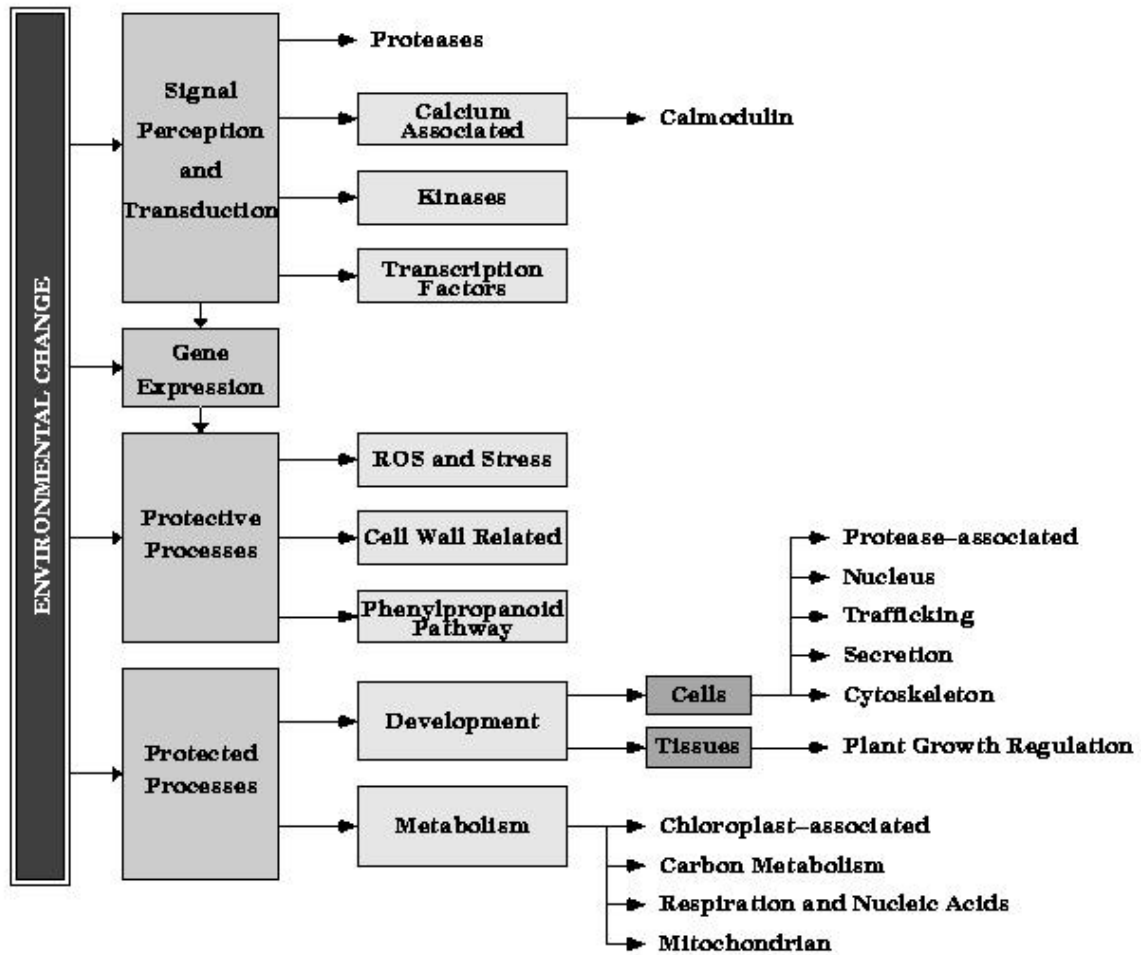 ENVIRONMENTAL CHANGE
Signal
Perception
and
Transduction
Proteases
Calcium
Associated
Calmodulin
Kinases
Transcription
Factors
Gene
Expression
Protective
Processes
ROS and Stress
Cell Wall Related
Phenylpropanoid
Pathway
Protected
Processes
Development
Cells
Protease–associated
Nucleus
Trafficking
Secretion
Cytoskeleton
Tissues
Plant Growth Regulation
Metabolism
Chloroplast–associated
Carbon Metabolism
Respiration and Nucleic Acids
Mitochondrian